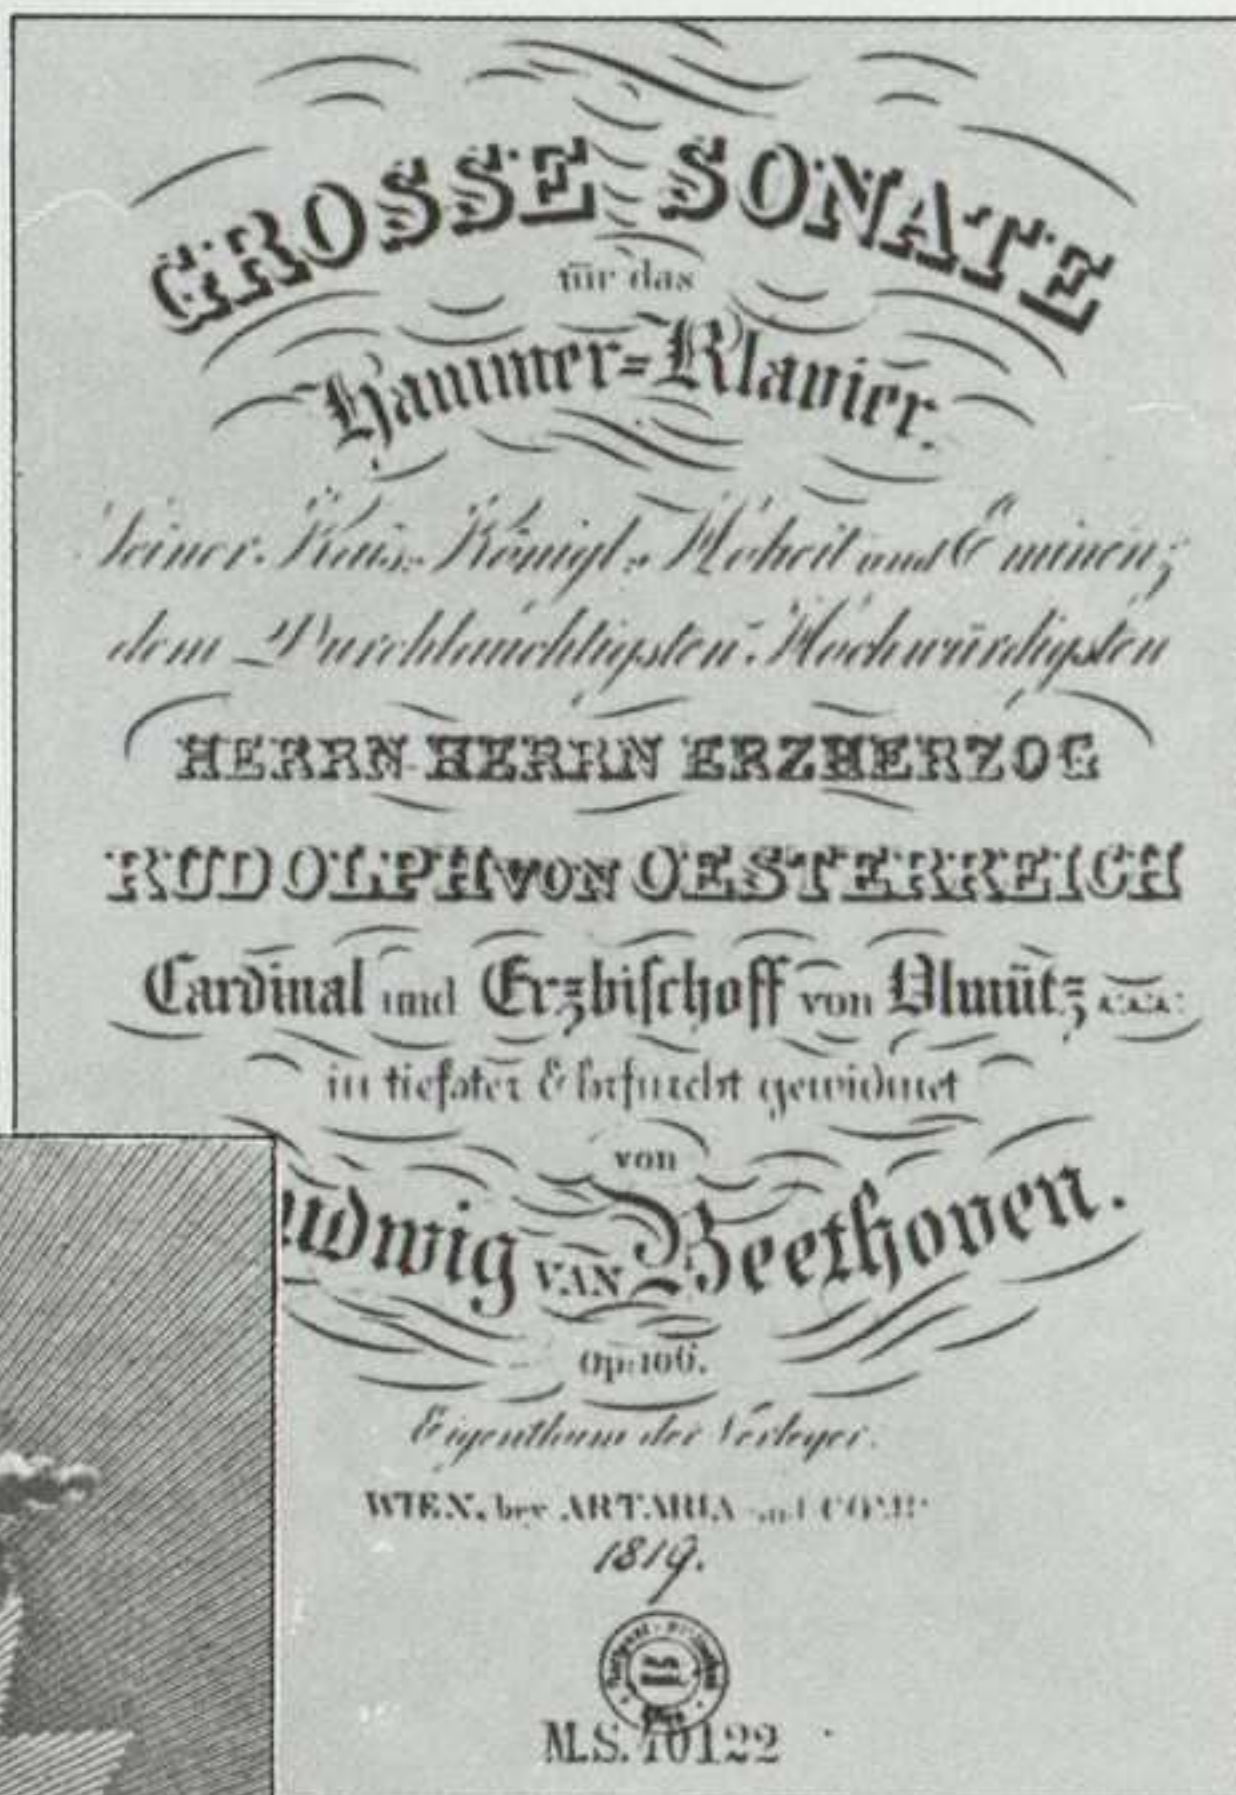 GROSSE SONATE
für das
Hammer=Klavier.
Seiner Kais. Königl. Hoheit und Eminenz
dem Durchlauchtigsten Hochwürdigsten
HERRN HERRN ERZHERZOG
RUDOLPH VON OESTERREICH
Cardinal und Erzbischoff von Olmütz
in tiefster Ehrfurcht gewidmet
von
udwig VAN Beethoven.
Op: 106.
Eigenthum der Verleger.
WIEN, bey ARTARIA und COMP:
1819.
M.S. 40122